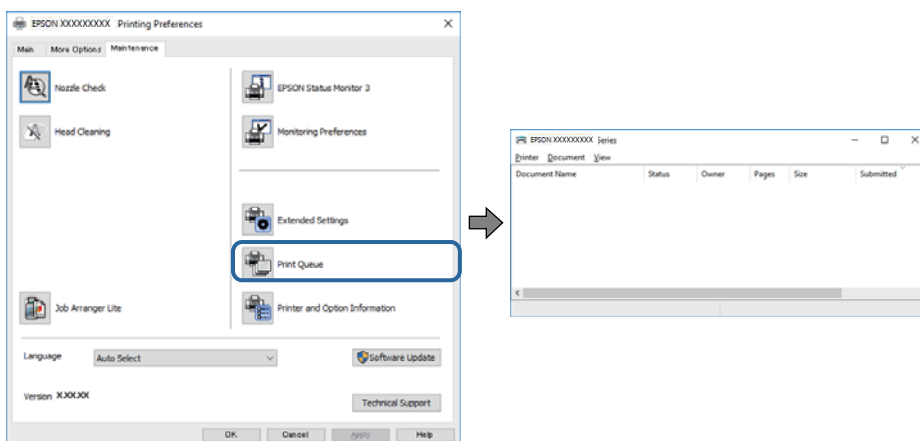 EPSON XXXXXXXXX Printing Preferences
Main More Options Maintenance
Nozzle Check
EPSON Status Monitor 3
Head Cleaning
Monitoring Preferences
Extended Settings
Print Queue
Job Arranger Lite
Printer and Option Information
Language Auto Select Software Update
Version X.XX.XX
Technical Support
OK Cancel Apply Help
EPSON XXXXXXXXX Series
Printer Document View
Document Name Status Owner Pages Size Submitted